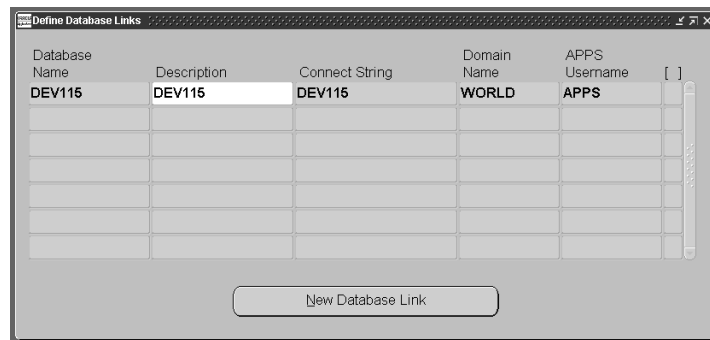 Define Database Links
Database Name Description Connect String Domain Name APPS Username [ ]
DEV115 DEV115 DEV115 WORLD APPS
New Database Link